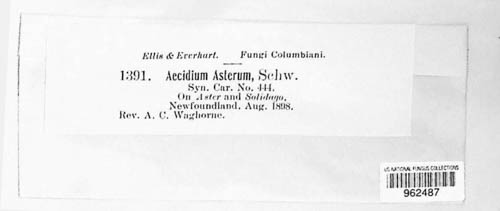 Ellis & Everhart. Fungi Columbiani.
1391. Aecidium Asterum, Schw.
Syn. Car. No. 444.
On Aster and Solidago,
Newfoundland, Aug. 1898.
Rev. A. C. Waghorne.
US NATIONAL FUNGUS COLLECTIONS
962487